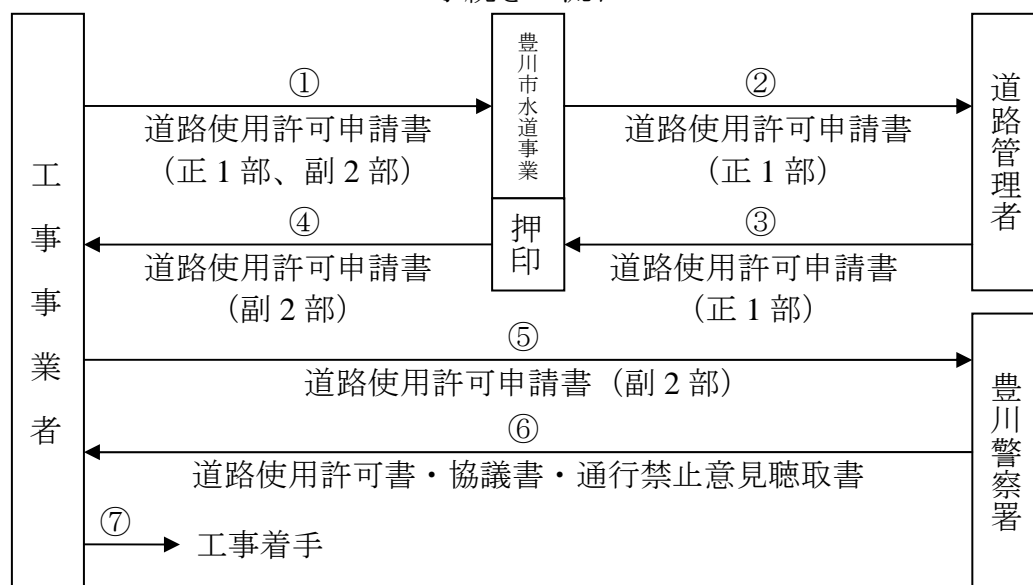 工事事業者
豊川市水道事業
押印
道路管理者
豊川警察署
①
道路使用許可申請書
（正 1 部、副 2 部）
②
道路使用許可申請書
（正 1 部）
④
道路使用許可申請書
（副 2 部）
③
道路使用許可申請書
（正 1 部）
⑤
道路使用許可申請書（副 2 部）
⑥
道路使用許可書・協議書・通行禁止意見聴取書
⑦
工事着手